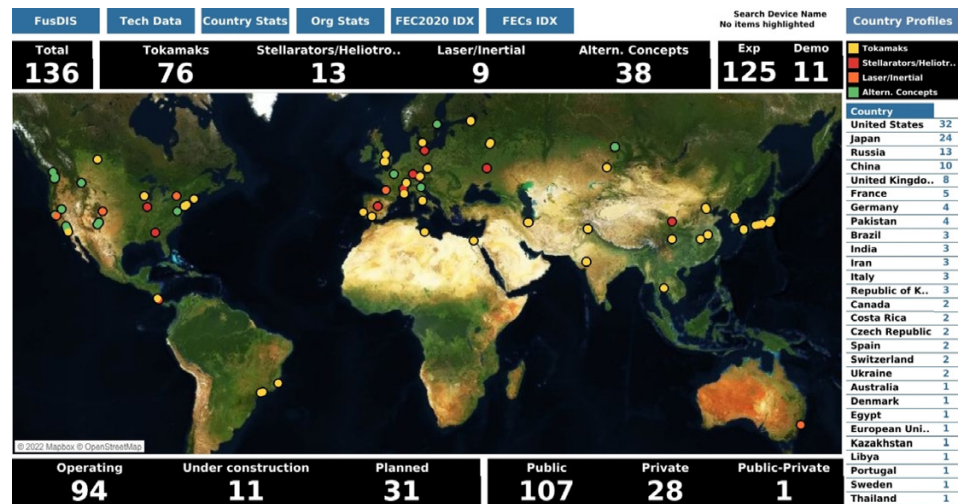 FusDIS Tech Data Country Stats Org Stats FEC2020 IDX FECs IDX
Search Device Name
No items highlighted
Country Profiles
Total Tokamaks Stellarators/Heliotro.. Laser/Inertial Altern. Concepts Exp Demo
136 76 13 9 38 125 11
Tokamaks
Stellarators/Heliotr..
Laser/Inertial
Altern. Concepts
Country
United States 32
Japan 24
Russia 13
China 10
United Kingdo.. 8
France 5
Germany 4
Pakistan 4
Brazil 3
India 3
Iran 3
Italy 3
Republic of K.. 3
Canada 2
Costa Rica 2
Czech Republic 2
Spain 2
Switzerland 2
Ukraine 2
Australia 1
Denmark 1
Egypt 1
European Uni.. 1
Kazakhstan 1
Libya 1
Portugal 1
Sweden 1
Thailand 1
© 2022 Mapbox © OpenStreetMap
Operating Under construction Planned Public Private Public-Private
94 11 31 107 28 1